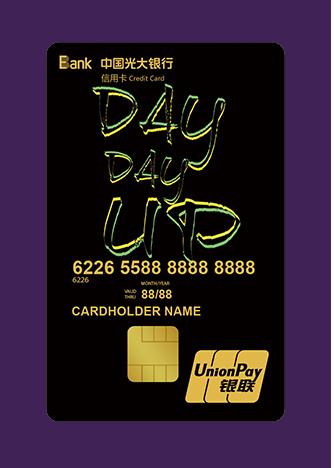 Bank 中国光大银行
信用卡 Credit Card
DAY
DAY
UP
6226 5588 8888 8888
6226
MONTH/YEAR
VALID THRU 88/88
CARDHOLDER NAME
UnionPay
银联